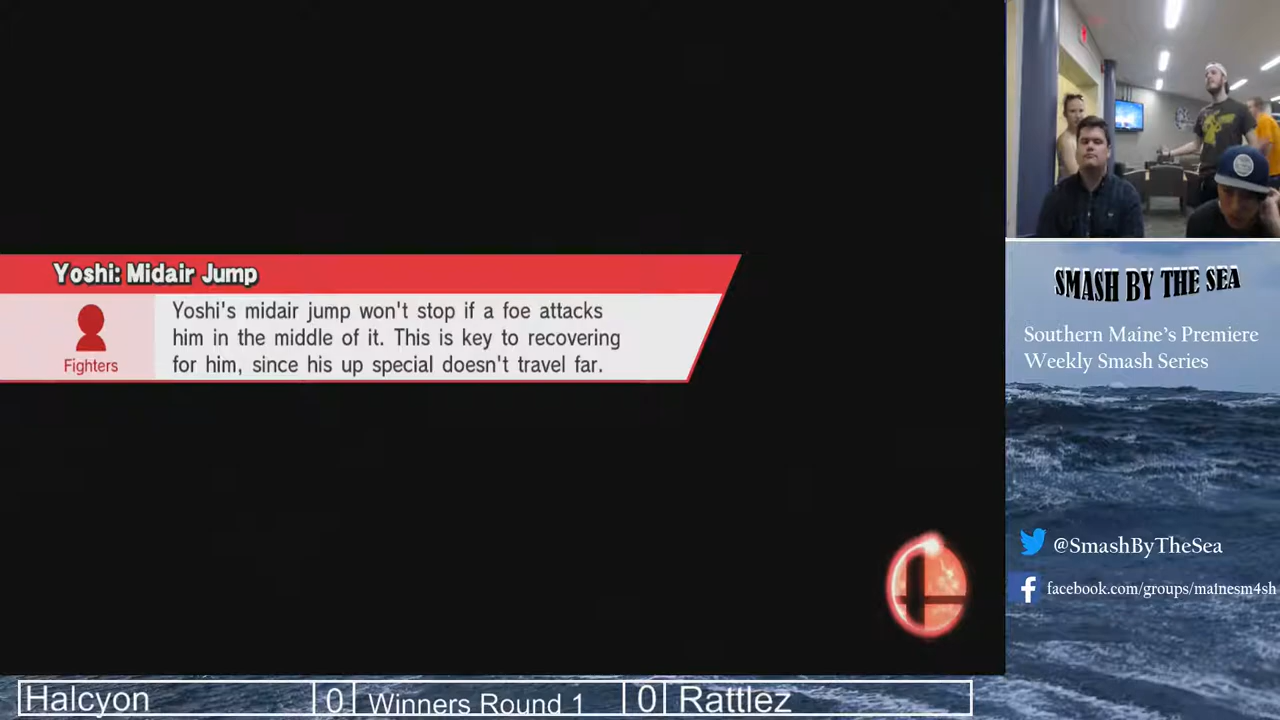 Yoshi: Midair Jump
Yoshi's midair jump won't stop if a foe attacks
him in the middle of it. This is key to recovering
for him, since his up special doesn't travel far.
Fighters
SMASH BY THE SEA
Southern Maine's Premiere
Weekly Smash Series
@SmashByTheSea
facebook.com/groups/mainesm4sh
Halcyon 0 Winners Round 1 0 Rattlez